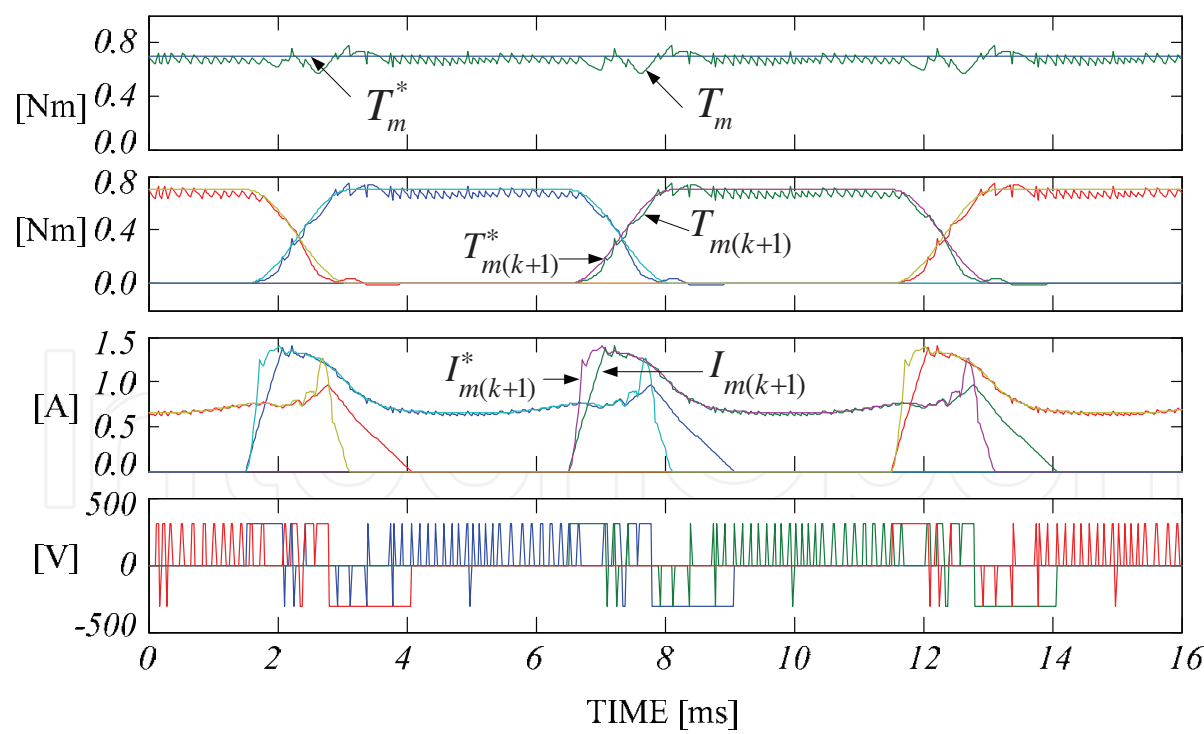 0.8
[Nm] 0.4
0.0
T*m
Tm
0.8
[Nm] 0.4
0.0
T*m(k+1)
Tm(k+1)
1.5
1.0
[A]
0.5
0.0
I*m(k+1)
Im(k+1)
500
[V] 0
-500
0 2 4 6 8 10 12 14 16
TIME [ms]